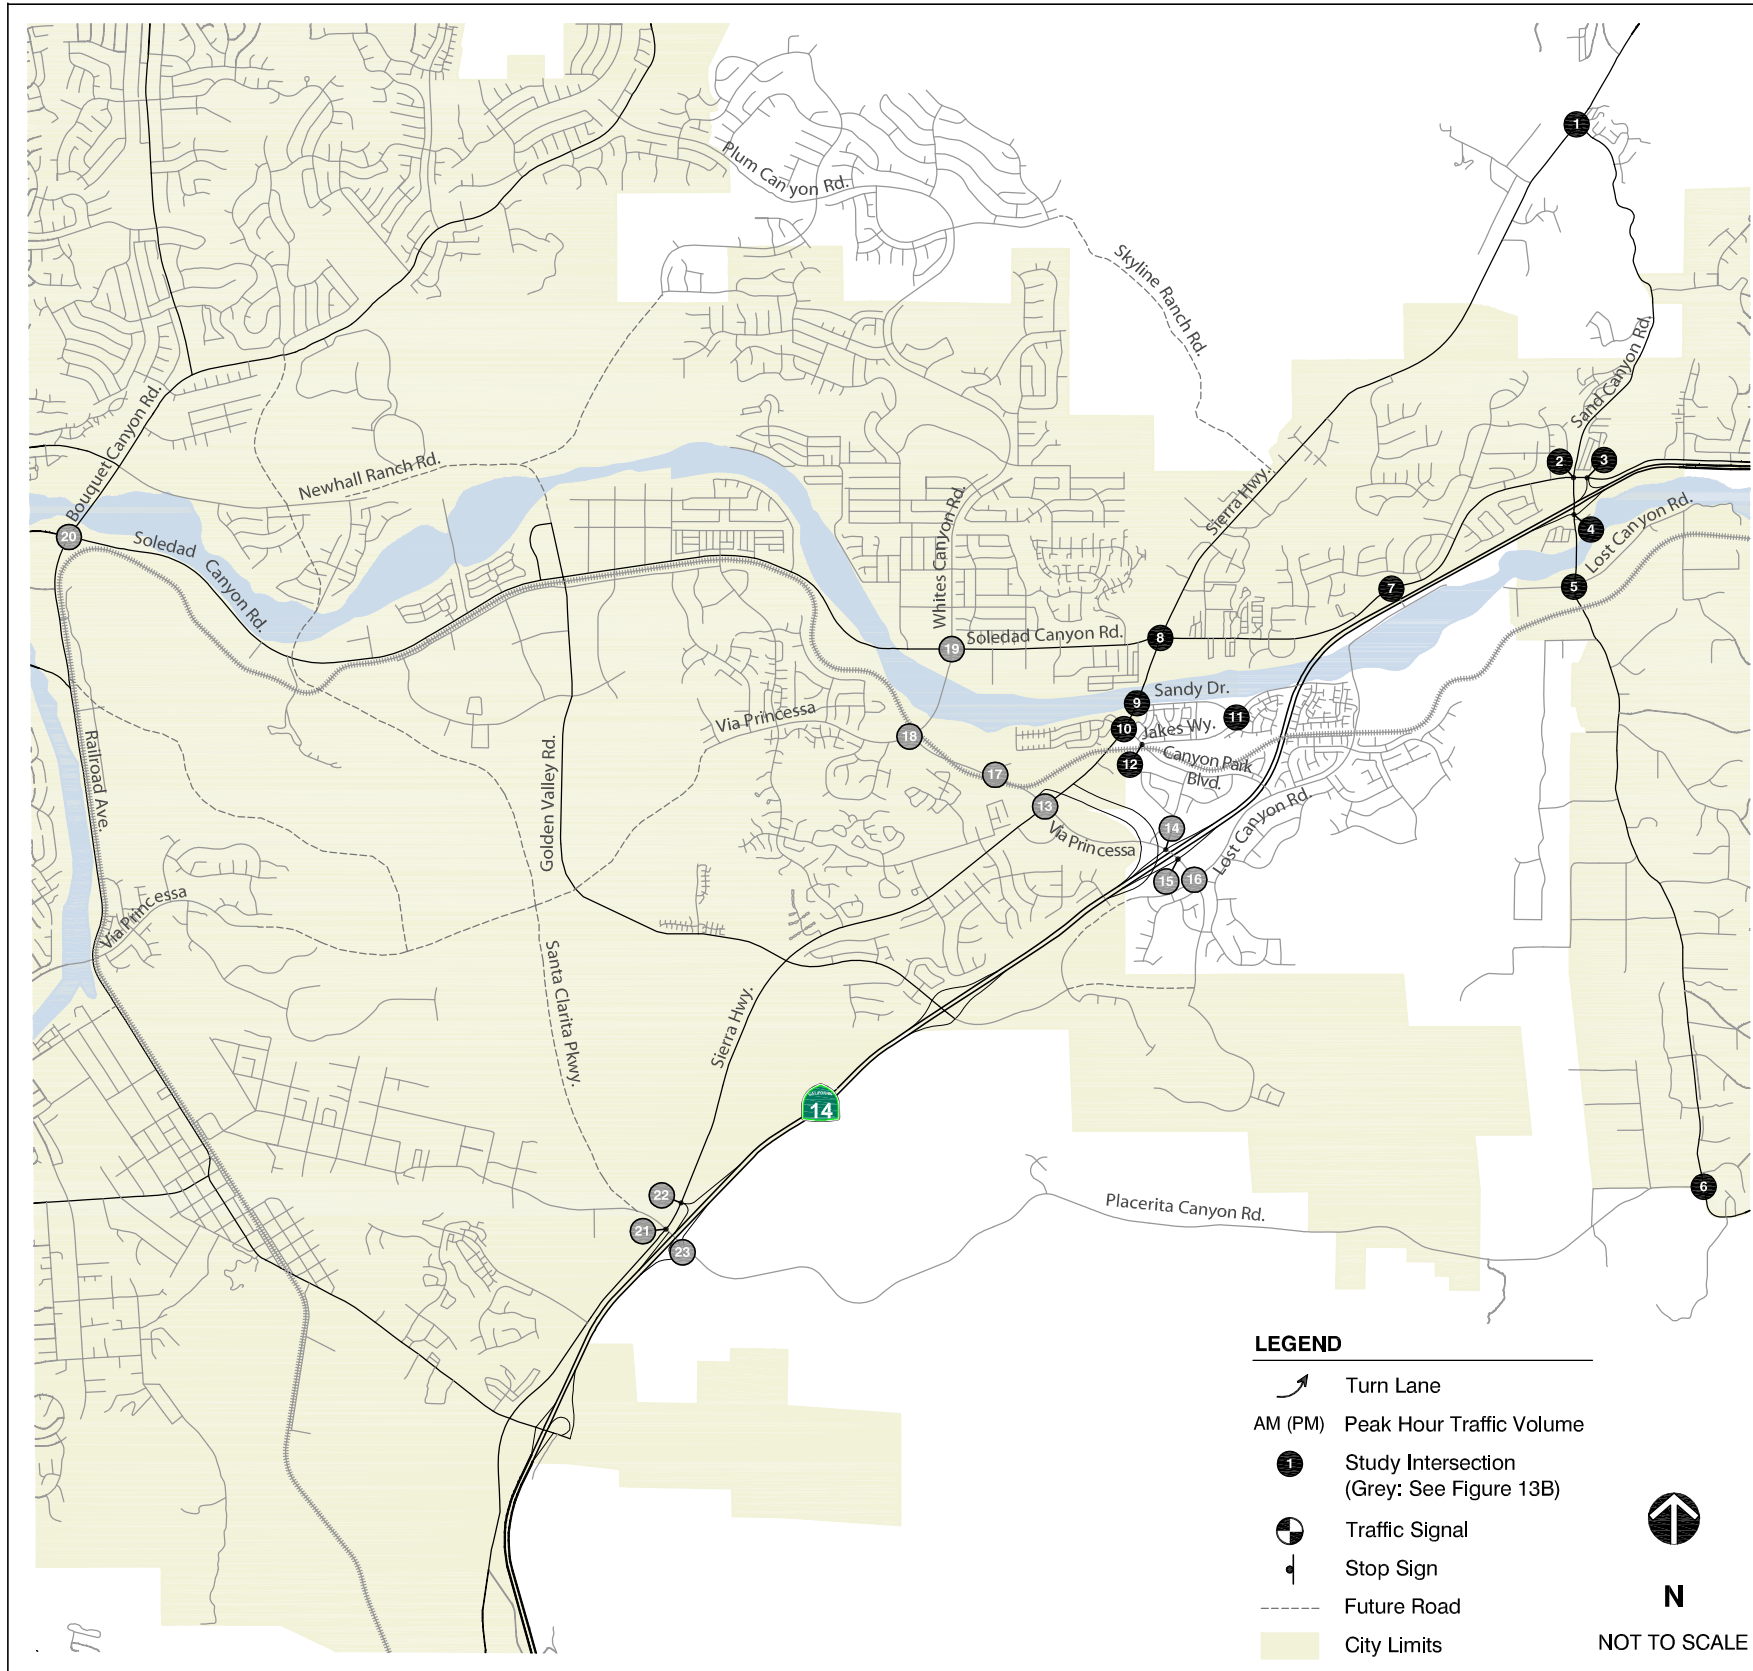 1
Plum Canyon Rd.
Skyline Ranch Rd.
Sand Canyon Rd.
Bouquet Canyon Rd.
Newhall Ranch Rd.
Sierra Hwy.
2
3
4
Lost Canyon Rd.
5
20
Soledad
Canyon Rd.
Whites Canyon Rd.
7
8
19
Soledad Canyon Rd.
Sandy Dr.
9
10
11
Jakes Wy.
12
Canyon Park
Blvd.
Via Princessa
18
17
13
14
Via Princessa
15
16
Lost Canyon Rd.
Railroad Ave.
Golden Valley Rd.
Via Princessa
Santa Clarita Pkwy.
Sierra Hwy.
CALIFORNIA
14
22
21
23
Placerita Canyon Rd.
6
LEGEND
Turn Lane
AM (PM) Peak Hour Traffic Volume
1 Study Intersection
(Grey: See Figure 13B)
Traffic Signal
Stop Sign
Future Road
City Limits
N
NOT TO SCALE